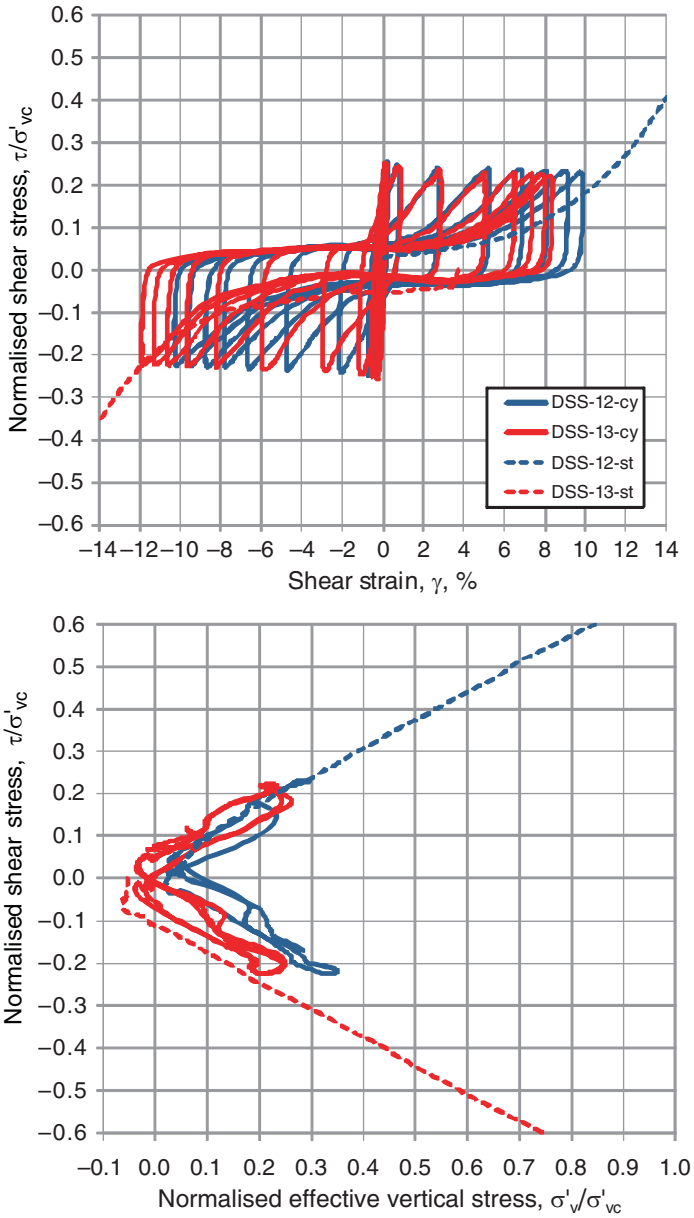 0.6
0.5
0.4
0.3
0.2
0.1
0.0
−0.1
−0.2
−0.3
−0.4
−0.5
−0.6
Normalised shear stress, τ/σ'vc
DSS-12-cy
DSS-13-cy
DSS-12-st
DSS-13-st
−14 −12 −10 −8 −6 −4 −2 0 2 4 6 8 10 12 14
Shear strain, γ, %
0.6
0.5
0.4
0.3
0.2
0.1
0.0
−0.1
−0.2
−0.3
−0.4
−0.5
−0.6
Normalised shear stress, τ/σ'vc
−0.1 0.0 0.1 0.2 0.3 0.4 0.5 0.6 0.7 0.8 0.9 1.0
Normalised effective vertical stress, σ'v/σ'vc